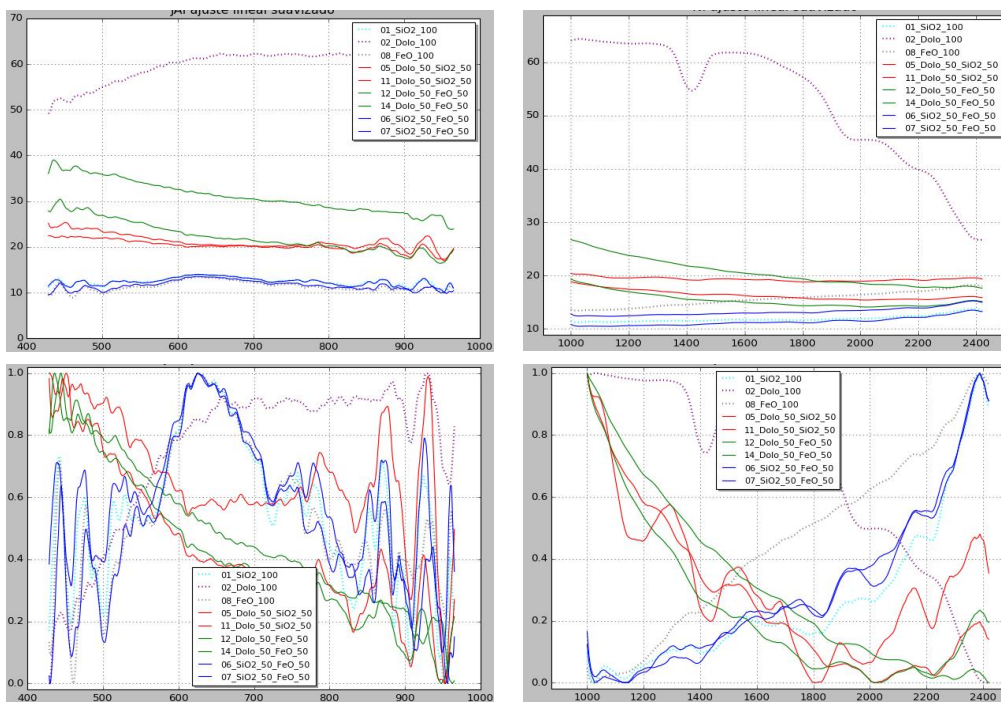 ajuste lineal suavizado
70
60
50
40
30
20
10
0
400 500 600 700 800 900 1000
01_SiO2_100
02_Dolo_100
08_FeO_100
05_Dolo_50_SiO2_50
11_Dolo_50_SiO2_50
12_Dolo_50_FeO_50
14_Dolo_50_FeO_50
06_SiO2_50_FeO_50
07_SiO2_50_FeO_50
ajuste lineal suavizado
60
50
40
30
20
10
1000 1200 1400 1600 1800 2000 2200 2400
01_SiO2_100
02_Dolo_100
08_FeO_100
05_Dolo_50_SiO2_50
11_Dolo_50_SiO2_50
12_Dolo_50_FeO_50
14_Dolo_50_FeO_50
06_SiO2_50_FeO_50
07_SiO2_50_FeO_50
1.0
0.8
0.6
0.4
0.2
0.0
400 500 600 700 800 900 1000
01_SiO2_100
02_Dolo_100
08_FeO_100
05_Dolo_50_SiO2_50
11_Dolo_50_SiO2_50
12_Dolo_50_FeO_50
14_Dolo_50_FeO_50
06_SiO2_50_FeO_50
07_SiO2_50_FeO_50
1.0
0.8
0.6
0.4
0.2
0.0
1000 1200 1400 1600 1800 2000 2200 2400
01_SiO2_100
02_Dolo_100
08_FeO_100
05_Dolo_50_SiO2_50
11_Dolo_50_SiO2_50
12_Dolo_50_FeO_50
14_Dolo_50_FeO_50
06_SiO2_50_FeO_50
07_SiO2_50_FeO_50